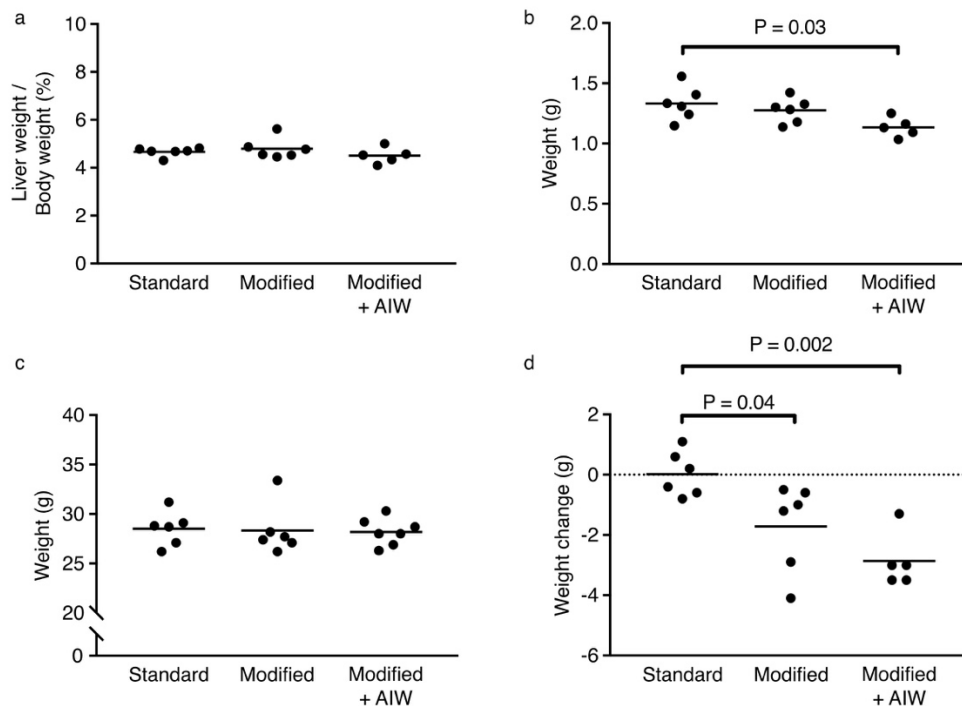 a
Liver weight /
Body weight (%)
10
8
6
4
2
0
Standard
Modified
Modified
+ AIW
b
P = 0.03
Weight (g)
2.0
1.5
1.0
0.5
0.0
Standard
Modified
Modified
+ AIW
c
Weight (g)
40
35
30
25
20
0
Standard
Modified
Modified
+ AIW
d
P = 0.002
P = 0.04
Weight change (g)
2
0
-2
-4
-6
Standard
Modified
Modified
+ AIW